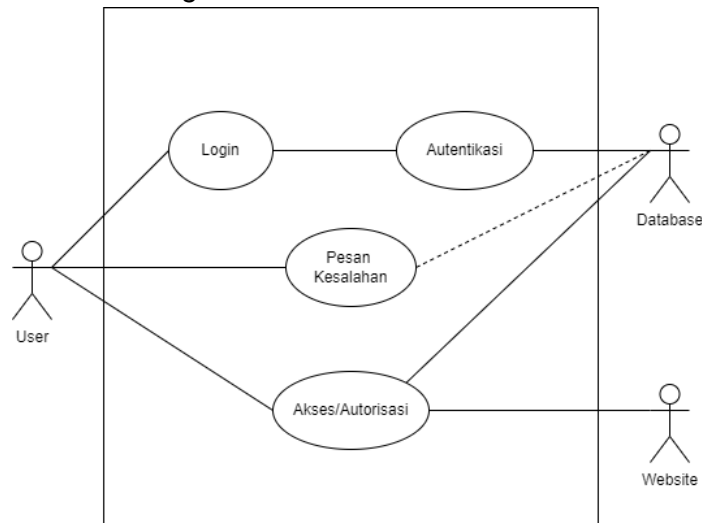 Login
Autentikasi
Database
Pesan
Kesalahan
User
Akses/Autorisasi
Website